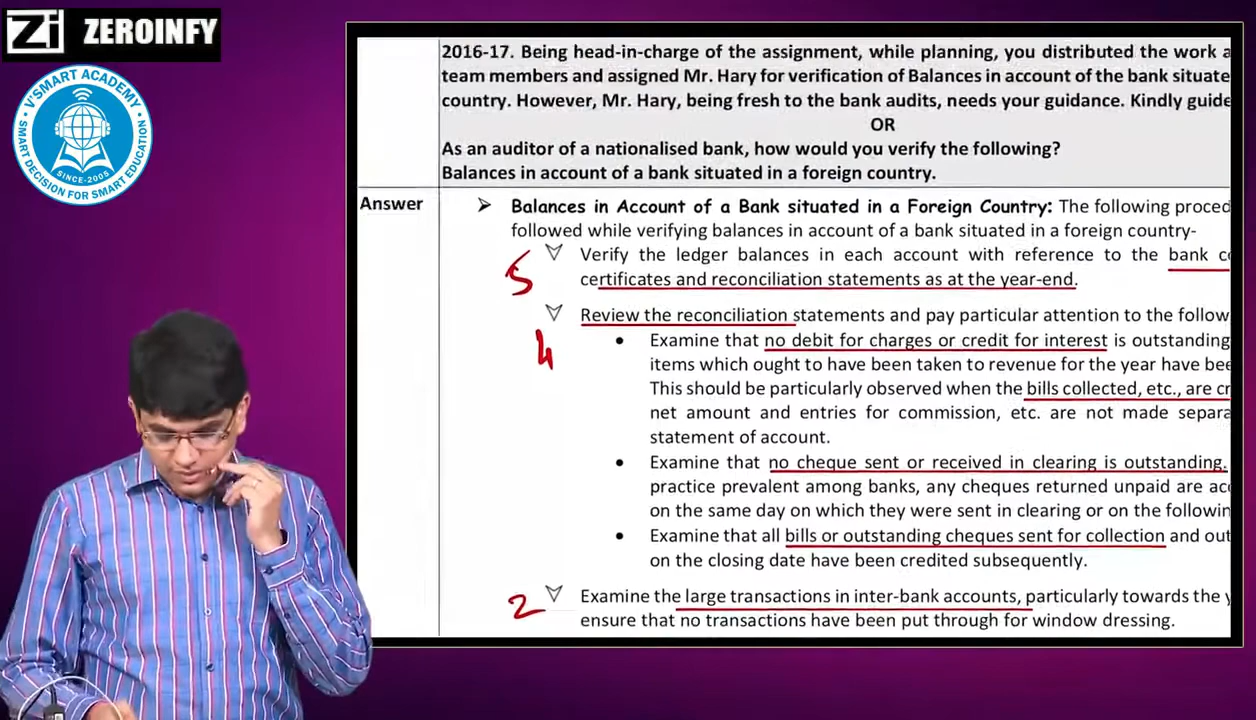 Zi ZEROINFY
V'SMART ACADEMY
SINCE-2005
SMART DECISION FOR SMART EDUCATION
2016-17. Being head-in-charge of the assignment, while planning, you distributed the work a
team members and assigned Mr. Hary for verification of Balances in account of the bank situate
country. However, Mr. Hary, being fresh to the bank audits, needs your guidance. Kindly guide
OR
As an auditor of a nationalised bank, how would you verify the following?
Balances in account of a bank situated in a foreign country.
Answer
➢ Balances in Account of a Bank situated in a Foreign Country: The following proced
followed while verifying balances in account of a bank situated in a foreign country-
Verify the ledger balances in each account with reference to the bank co
5
certificates and reconciliation statements as at the year-end.
Review the reconciliation statements and pay particular attention to the follow
4
• Examine that no debit for charges or credit for interest is outstanding
items which ought to have been taken to revenue for the year have bee
This should be particularly observed when the bills collected, etc., are cr
net amount and entries for commission, etc. are not made separa
statement of account.
• Examine that no cheque sent or received in clearing is outstanding.
practice prevalent among banks, any cheques returned unpaid are acc
on the same day on which they were sent in clearing or on the followin
• Examine that all bills or outstanding cheques sent for collection and out
on the closing date have been credited subsequently.
2
Examine the large transactions in inter-bank accounts, particularly towards the y
ensure that no transactions have been put through for window dressing.